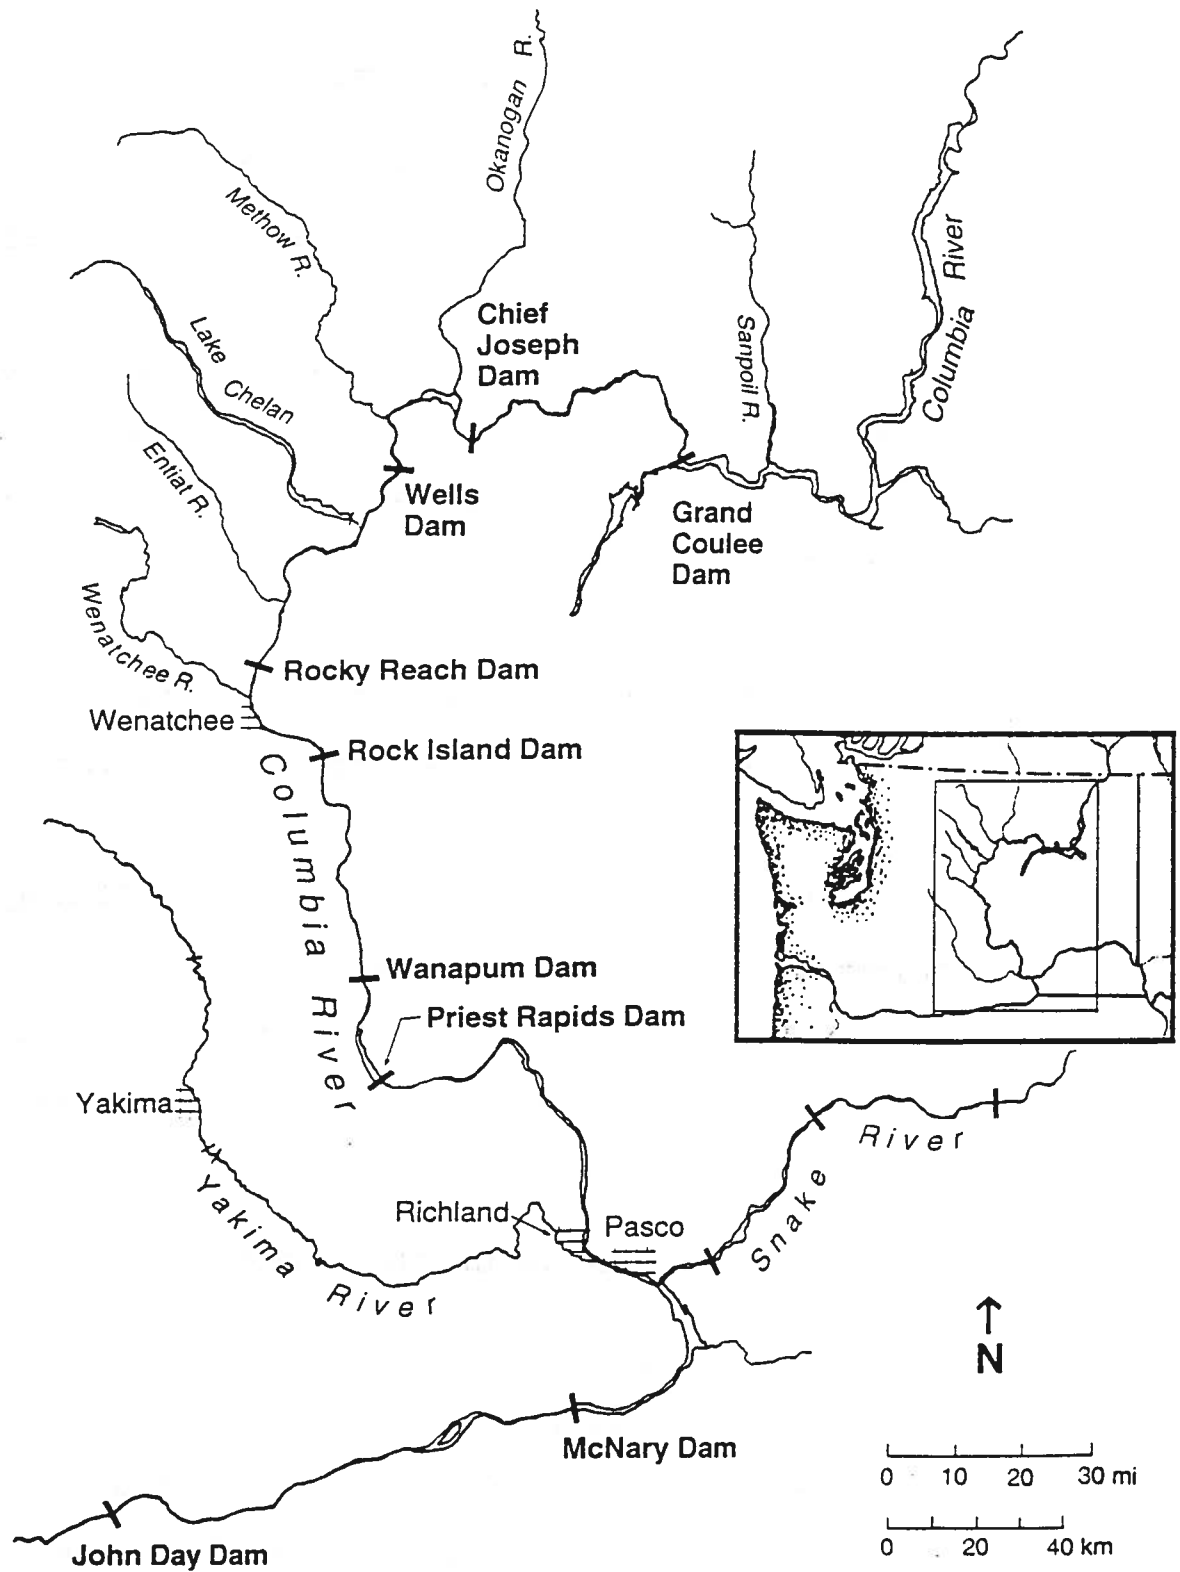 Okanogan R.
Methow R.
Columbia River
Sanpoil R.
Chief
Joseph
Dam
Lake Chelan
Entiat R.
Wells
Dam
Grand
Coulee
Dam
Wenatchee R.
Rocky Reach Dam
Wenatchee
Rock Island Dam
Columbia River
Wanapum Dam
Priest Rapids Dam
Yakima
Yakima River
Richland
Pasco
Snake River
N
McNary Dam
0 10 20 30 mi
0 20 40 km
John Day Dam